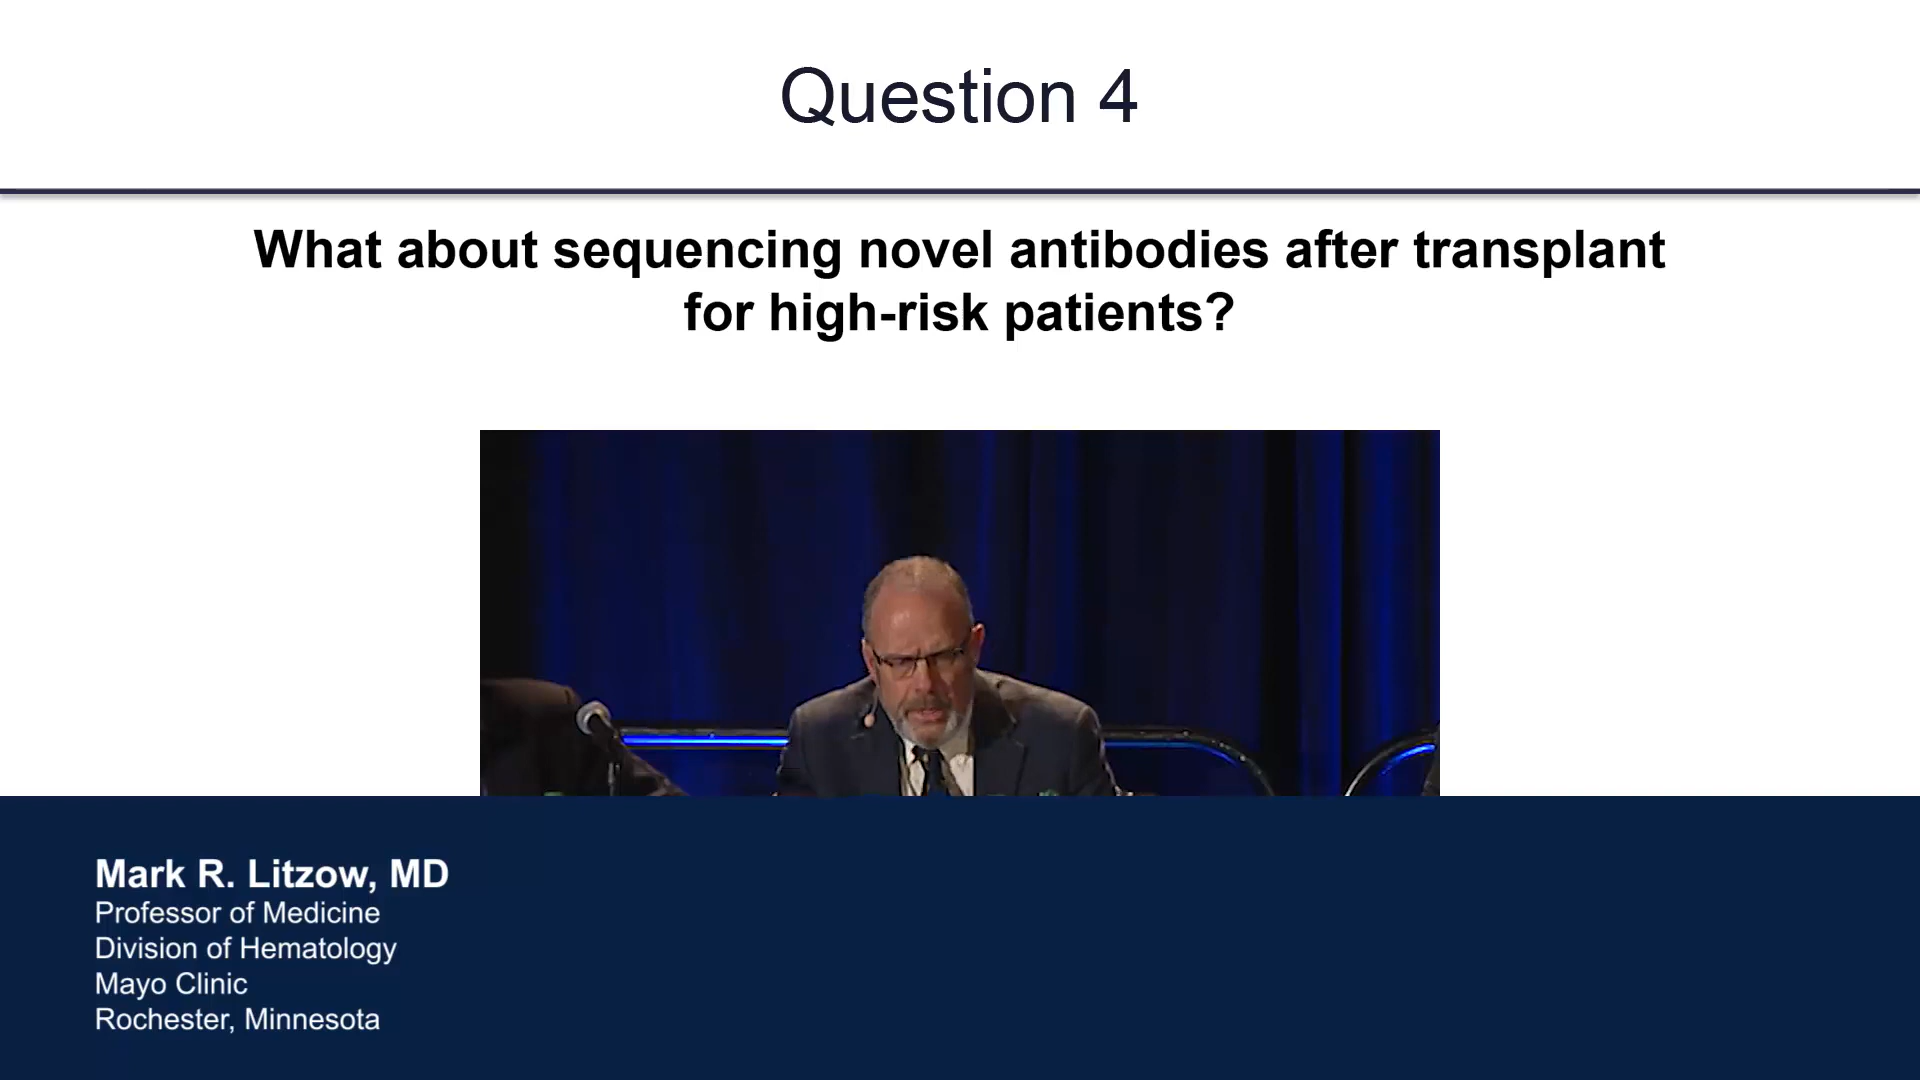 Question 4
What about sequencing novel antibodies after transplant
for high-risk patients?
Mark R. Litzow, MD
Professor of Medicine
Division of Hematology
Mayo Clinic
Rochester, Minnesota